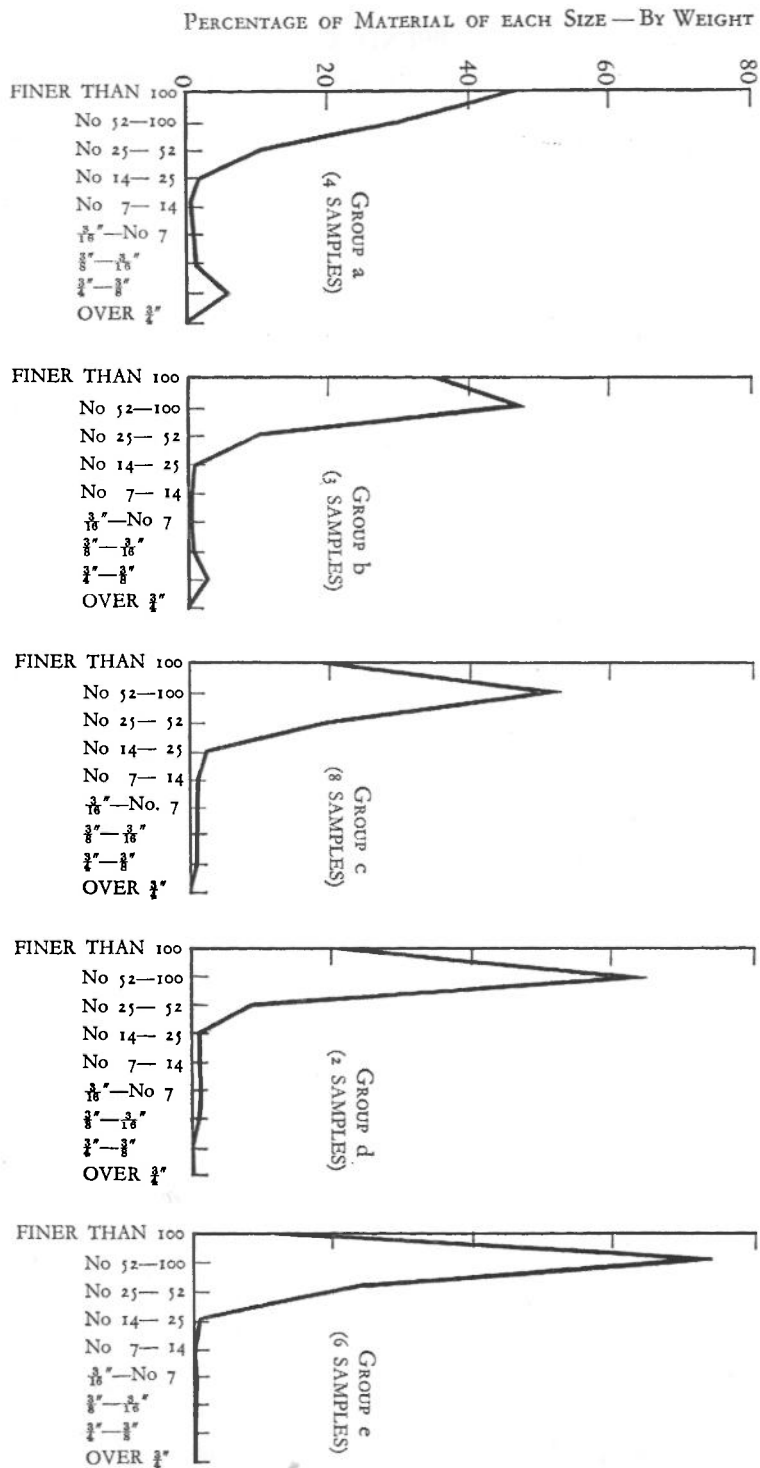 PERCENTAGE OF MATERIAL OF EACH SIZE — BY WEIGHT
0 20 40 60 80
FINER THAN 100
No 52—100
No 25— 52
No 14— 25
No 7— 14
3/16"—No 7
3/8"—3/16"
3/4"—3/8"
OVER 3/4"
GROUP a
(4 SAMPLES)
FINER THAN 100
No 52—100
No 25— 52
No 14— 25
No 7— 14
3/16"—No 7
3/8"—3/16"
3/4"—3/8"
OVER 3/4"
GROUP b
(3 SAMPLES)
FINER THAN 100
No 52—100
No 25— 52
No 14— 25
No 7— 14
3/16"—No. 7
3/8"—3/16"
3/4"—3/8"
OVER 3/4"
GROUP c
(8 SAMPLES)
FINER THAN 100
No 52—100
No 25— 52
No 14— 25
No 7— 14
3/16"—No 7
3/8"—3/16"
3/4"—3/8"
OVER 3/4"
GROUP d
(2 SAMPLES)
FINER THAN 100
No 52—100
No 25— 52
No 14— 25
No 7— 14
3/16"—No 7
3/8"—3/16"
3/4"—3/8"
OVER 3/4"
GROUP e
(6 SAMPLES)